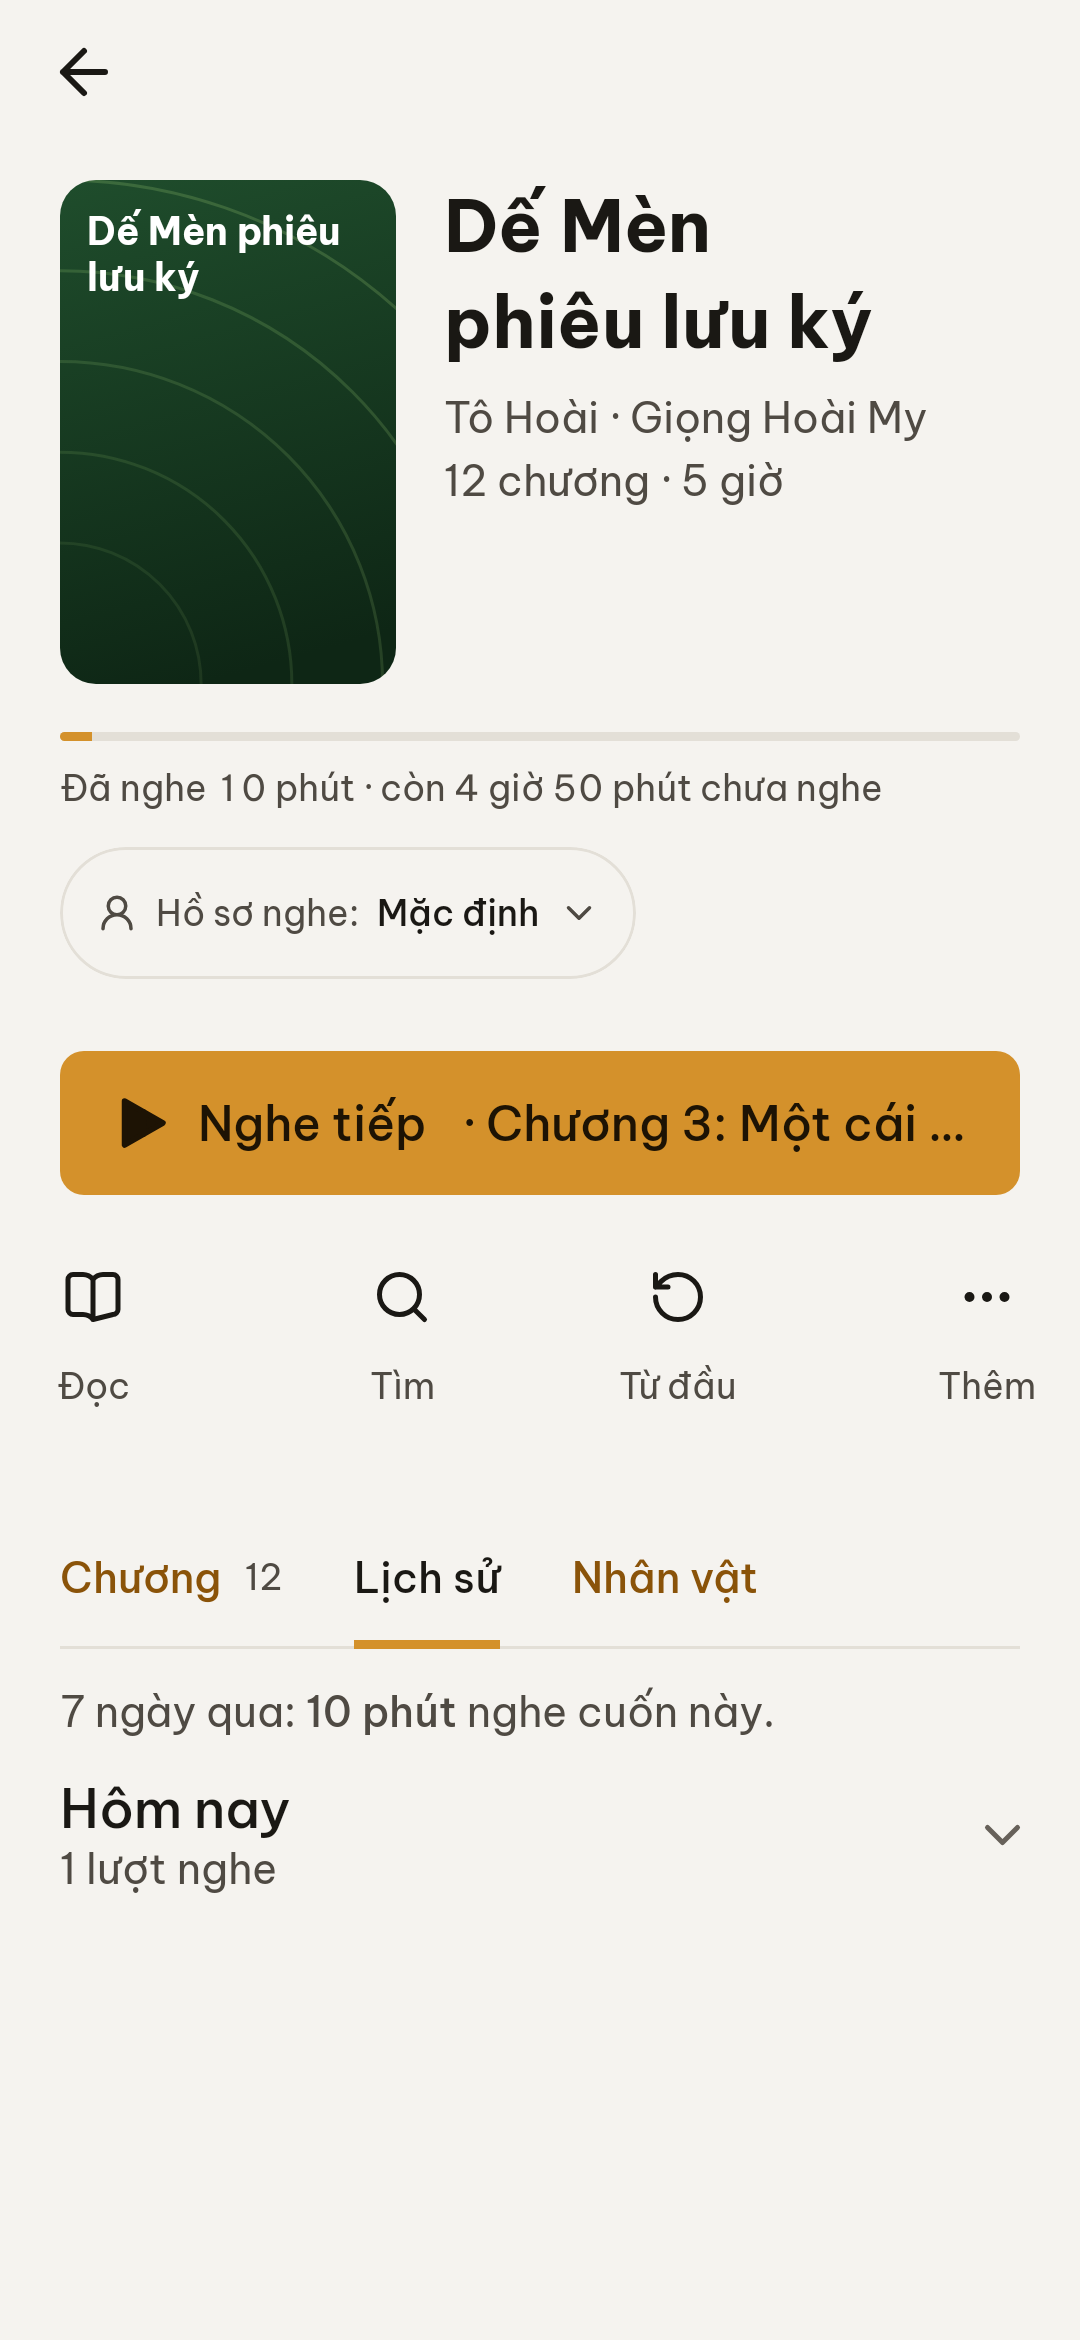 Dế Mèn phiêu
lưu ký
Dế Mèn
phiêu lưu ký
Tô Hoài · Giọng Hoài My
12 chương · 5 giờ
Đã nghe 10 phút · còn 4 giờ 50 phút chưa nghe
Hồ sơ nghe: Mặc định
Nghe tiếp · Chương 3: Một cái ...
Đọc Tìm Từ đầu Thêm
Chương 12 Lịch sử Nhân vật
7 ngày qua: 10 phút nghe cuốn này.
Hôm nay
1 lượt nghe